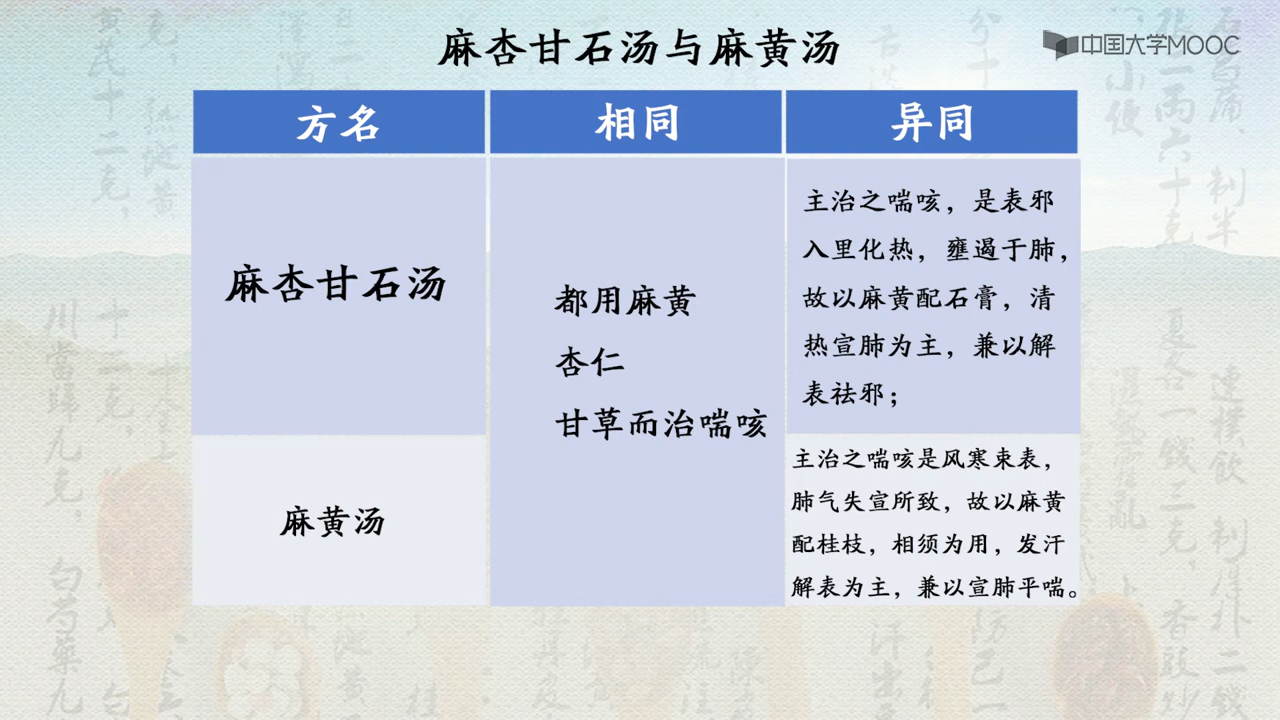 麻杏甘石汤与麻黄汤
中国大学MOOC
方名
相同
异同
麻杏甘石汤
都用麻黄
杏仁
甘草而治喘咳
主治之喘咳，是表邪
入里化热，壅遏于肺，
故以麻黄配石膏，清
热宣肺为主，兼以解
表祛邪；
麻黄汤
主治之喘咳是风寒束表，
肺气失宣所致，故以麻黄
配桂枝，相须为用，发汗
解表为主，兼以宣肺平喘。